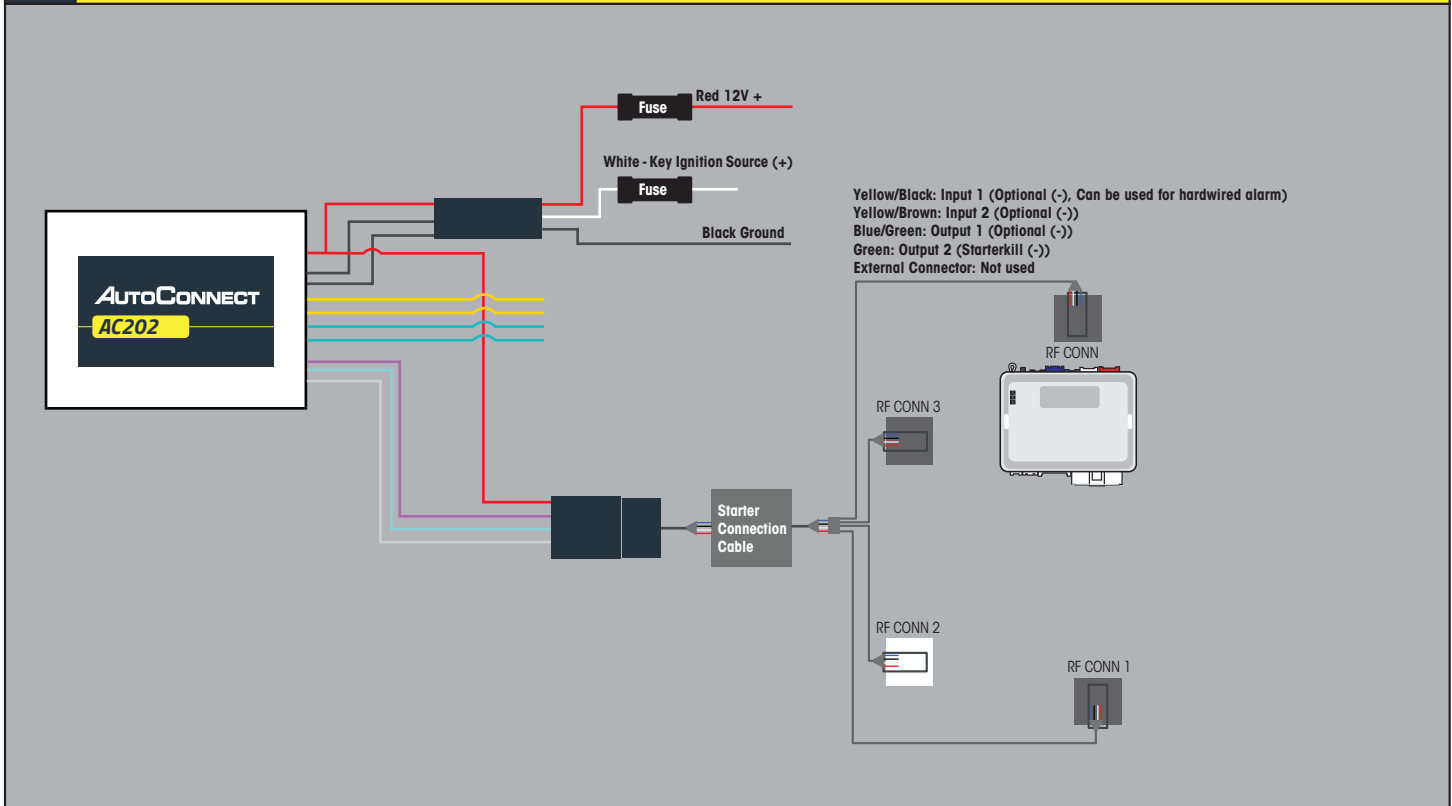 Fuse
Red 12V +
White - Key Ignition Source (+)
Fuse
Black Ground
Yellow/Black: Input 1 (Optional (-), Can be used for hardwired alarm)
Yellow/Brown: Input 2 (Optional (-))
Blue/Green: Output 1 (Optional (-))
Green: Output 2 (Starterkill (-))
External Connector: Not used
AUTOCONNECT
AC202
RF CONN
RF CONN 3
Starter
Connection
Cable
RF CONN 2
RF CONN 1